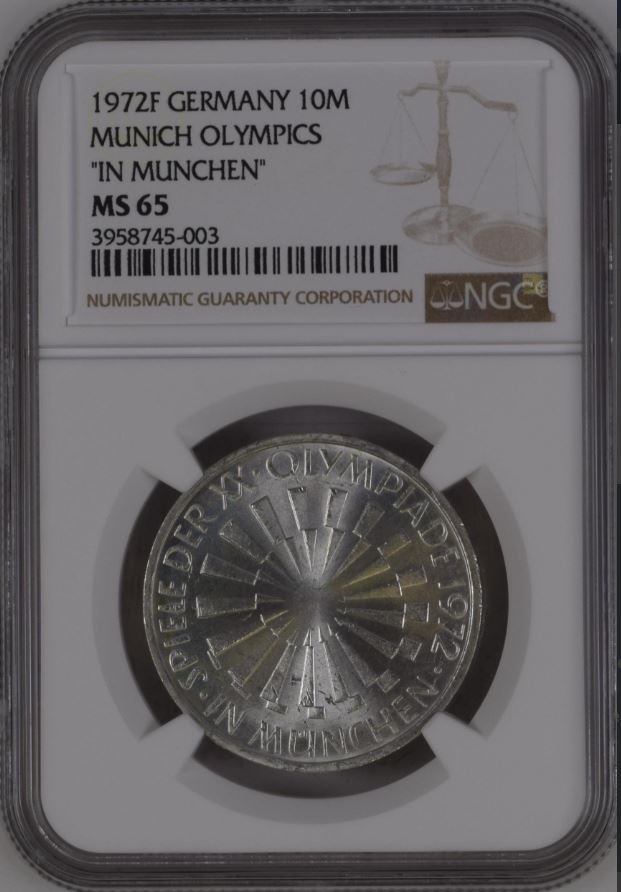 1972F GERMANY 10M
MUNICH OLYMPICS
"IN MUNCHEN"
MS 65
3958745-003
NUMISMATIC GUARANTY CORPORATION
NGC
SPIELE DER XX · OLYMPIADE 1972 ·
IN MÜNCHEN ·